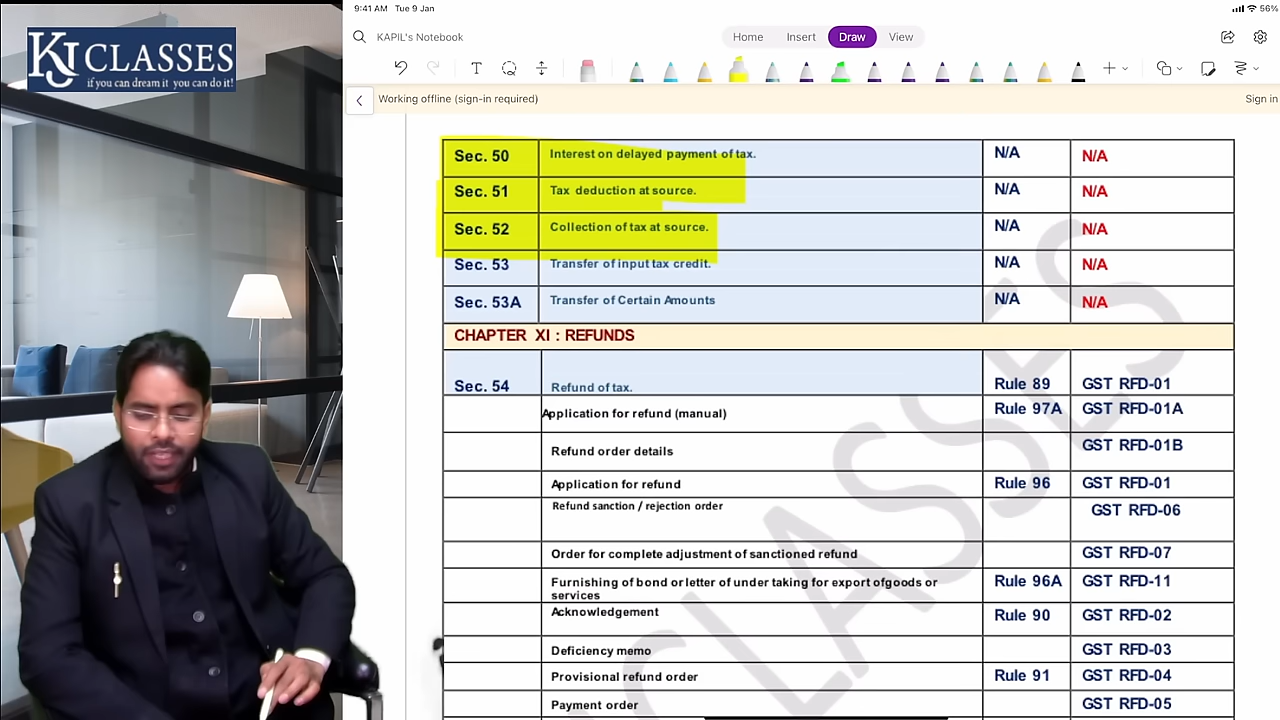 9:41 AM Tue 9 Jan
56%
KJ CLASSES
if you can dream it you can do it!
KAPIL's Notebook
Home Insert Draw View
Working offline (sign-in required)
Sign in
Sec. 50 Interest on delayed payment of tax. N/A N/A
Sec. 51 Tax deduction at source. N/A N/A
Sec. 52 Collection of tax at source. N/A N/A
Sec. 53 Transfer of input tax credit. N/A N/A
Sec. 53A Transfer of Certain Amounts N/A N/A
CHAPTER XI : REFUNDS
Sec. 54 Refund of tax. Rule 89 GST RFD-01
Application for refund (manual) Rule 97A GST RFD-01A
Refund order details GST RFD-01B
Application for refund Rule 96 GST RFD-01
Refund sanction / rejection order GST RFD-06
Order for complete adjustment of sanctioned refund GST RFD-07
Furnishing of bond or letter of under taking for export ofgoods or
services Rule 96A GST RFD-11
Acknowledgement Rule 90 GST RFD-02
Deficiency memo GST RFD-03
Provisional refund order Rule 91 GST RFD-04
Payment order GST RFD-05
CLASSES